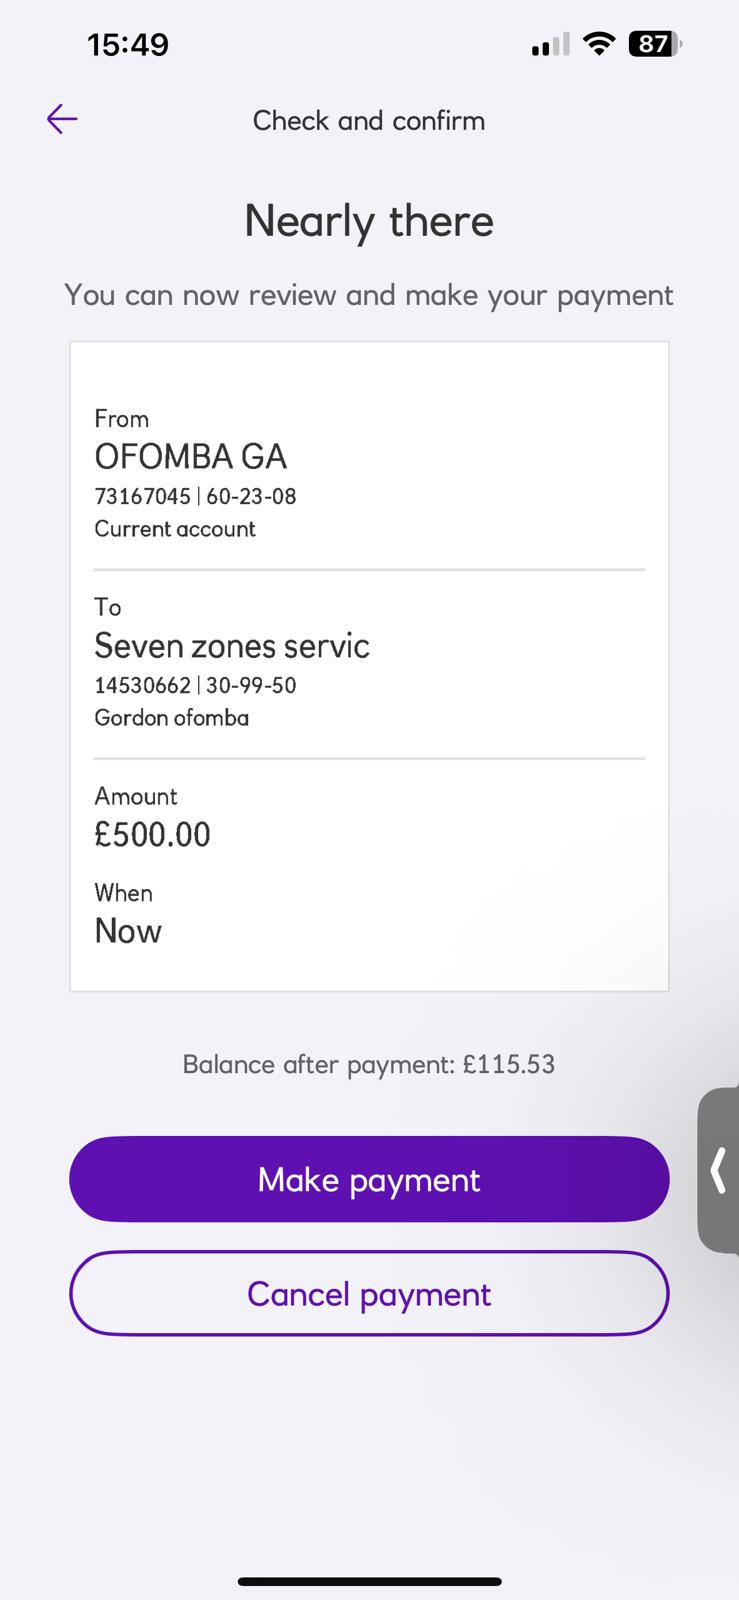 15:49
87
Check and confirm
Nearly there
You can now review and make your payment
From
OFOMBA GA
73167045 | 60-23-08
Current account
To
Seven zones servic
14530662 | 30-99-50
Gordon ofomba
Amount
£500.00
When
Now
Balance after payment: £115.53
Make payment
Cancel payment